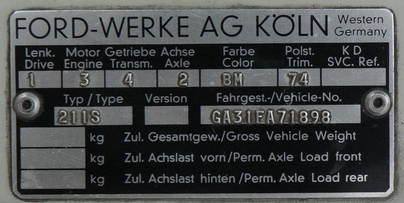 FORD-WERKE AG KÖLN Western Germany
Lenk. Motor Getriebe Achse Farbe Polst. K D
Drive Engine Transm. Axle Color Trim. SVC. Ref.
1 3 4 2 BM 74
Typ / Type Version Fahrgest.-/Vehicle-No.
211S GA31FA71898
kg Zul. Gesamtgew./Gross Vehicle Weight
kg Zul. Achslast vorn/Perm. Axle Load front
kg Zul. Achslast hinten/Perm. Axle Load rear